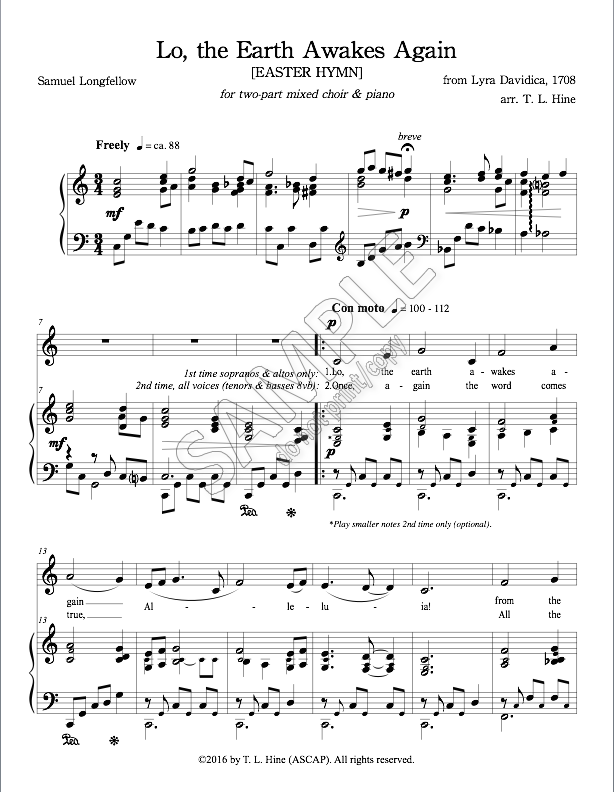 Lo, the Earth Awakes Again
[EASTER HYMN]
Samuel Longfellow
from Lyra Davidica, 1708
for two-part mixed choir & piano
arr. T. L. Hine
Freely ♩ = ca. 88
breve
mf
p
SAMPLE
do not print/copy
7
Con moto ♩ = 100 - 112
p
1st time sopranos & altos only: 1.Lo, the earth a - wakes a -
2nd time, all voices (tenors & basses 8vb): 2.Once, a - gain the word comes
7
mf
p
Ped. *
*Play smaller notes 2nd time only (optional).
13
gain Al - le - lu - ia! from the
true, All the
13
Ped. *
©2016 by T. L. Hine (ASCAP). All rights reserved.